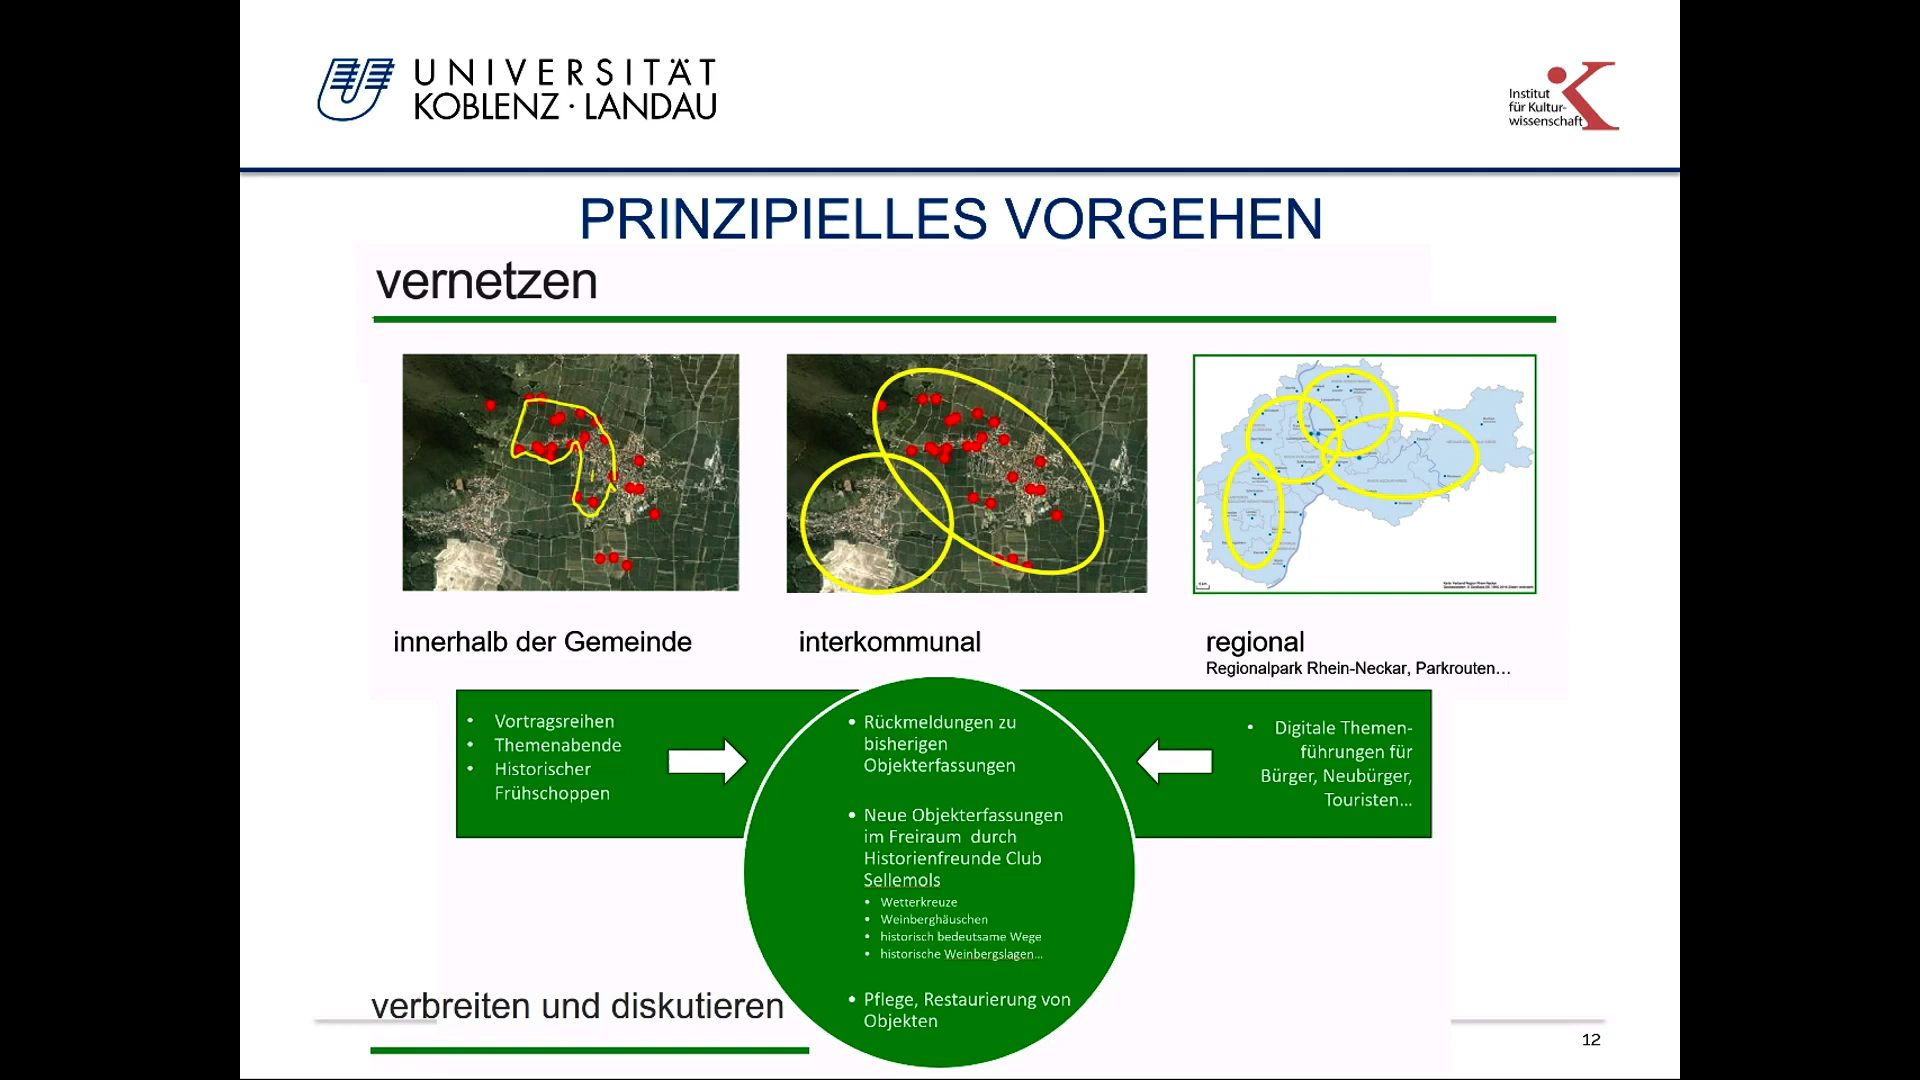 UNIVERSITÄT
KOBLENZ · LANDAU
Institut
für Kultur-
wissenschaft
PRINZIPIELLES VORGEHEN
vernetzen
innerhalb der Gemeinde
interkommunal
regional
Regionalpark Rhein-Neckar, Parkrouten…
• Vortragsreihen
• Themenabende
• Historischer
Frühschoppen
• Rückmeldungen zu
bisherigen
Objekterfassungen
• Neue Objekterfassungen
im Freiraum durch
Historienfreunde Club
Sellemols
• Wetterkreuze
• Weinberghäuschen
• historisch bedeutsame Wege
• historische Weinbergslagen…
• Pflege, Restaurierung von
Objekten
• Digitale Themen-
führungen für
Bürger, Neubürger,
Touristen…
verbreiten und diskutieren
12